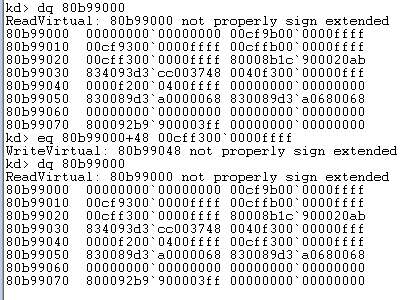 kd> dq 80b99000
ReadVirtual: 80b99000 not properly sign extended
80b99000  00000000`00000000 00cf9b00`0000ffff
80b99010  00cf9300`0000ffff 00cffb00`0000ffff
80b99020  00cff300`0000ffff 80008b1c`900020ab
80b99030  834093d3`cc003748 0040f300`00000fff
80b99040  0000f200`0400ffff 00000000`00000000
80b99050  830089d3`a0000068 830089d3`a0680068
80b99060  00000000`00000000 00000000`00000000
80b99070  800092b9`900003ff 00000000`00000000
kd> eq 80b99000+48 00cff300`0000ffff
WriteVirtual: 80b99048 not properly sign extended
kd> dq 80b99000
ReadVirtual: 80b99000 not properly sign extended
80b99000  00000000`00000000 00cf9b00`0000ffff
80b99010  00cf9300`0000ffff 00cffb00`0000ffff
80b99020  00cff300`0000ffff 80008b1c`900020ab
80b99030  834093d3`cc003748 0040f300`00000fff
80b99040  0000f200`0400ffff 00000000`00000000
80b99050  830089d3`a0000068 830089d3`a0680068
80b99060  00000000`00000000 00000000`00000000
80b99070  800092b9`900003ff 00000000`00000000